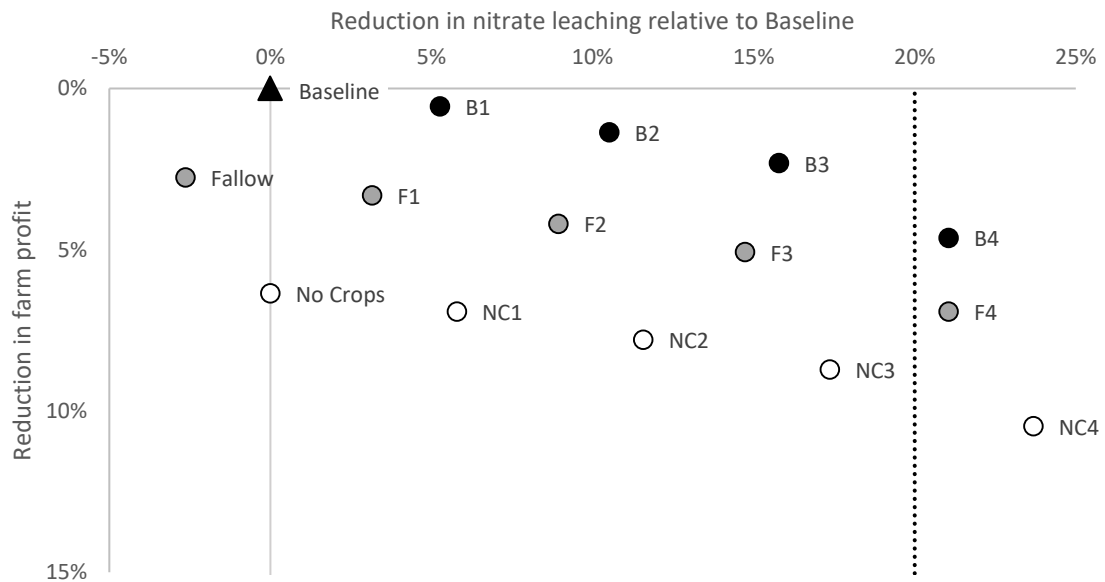 Reduction in nitrate leaching relative to Baseline
-5% 0% 5% 10% 15% 20% 25%
0%
Baseline
B1
B2
B3
Fallow
F1
F2
F3
5%
B4
No Crops
NC1
F4
NC2
NC3
10%
NC4
15%
Reduction in farm profit